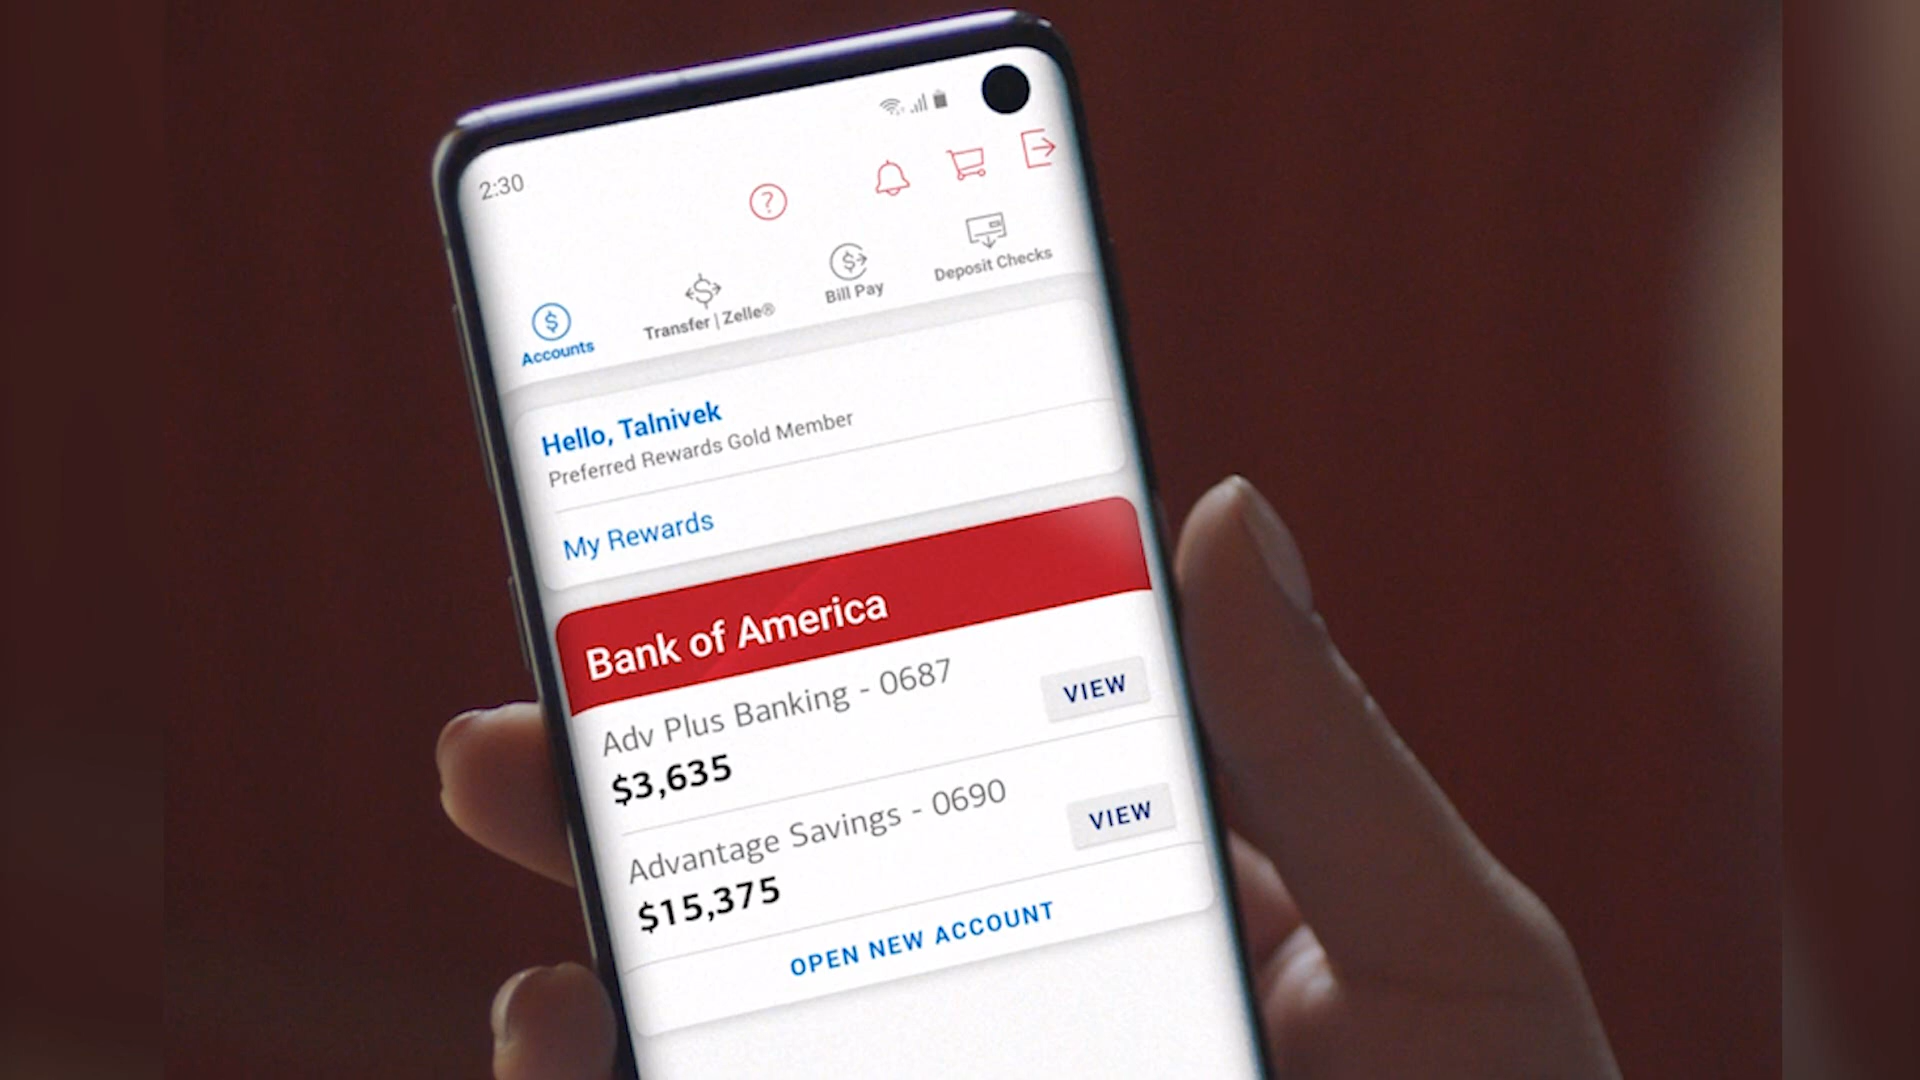 2:30
Accounts
Transfer | Zelle®
Bill Pay
Deposit Checks
Hello, Talnivek
Preferred Rewards Gold Member
My Rewards
Bank of America
Adv Plus Banking - 0687
$3,635
VIEW
Advantage Savings - 0690
$15,375
VIEW
OPEN NEW ACCOUNT